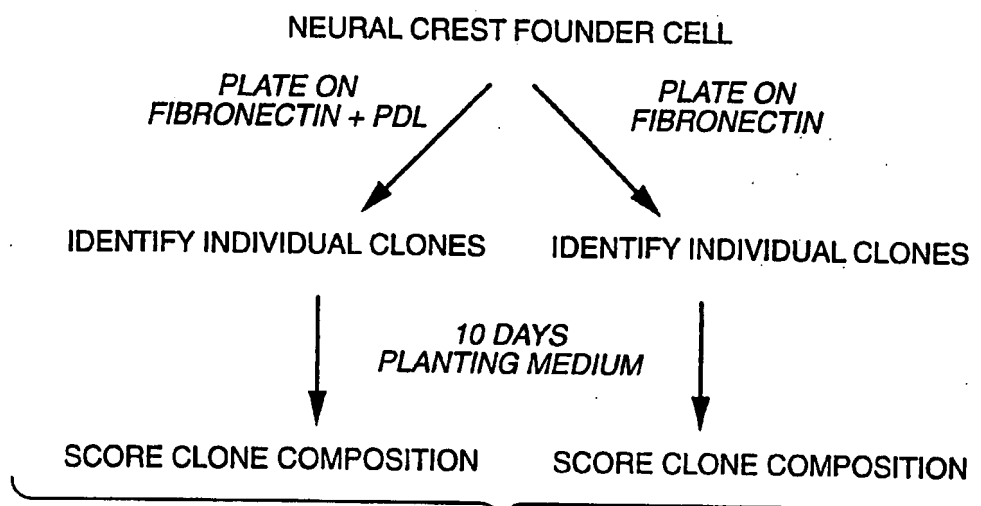 NEURAL CREST FOUNDER CELL
PLATE ON
FIBRONECTIN + PDL
PLATE ON
FIBRONECTIN
IDENTIFY INDIVIDUAL CLONES
IDENTIFY INDIVIDUAL CLONES
10 DAYS
PLANTING MEDIUM
SCORE CLONE COMPOSITION
SCORE CLONE COMPOSITION